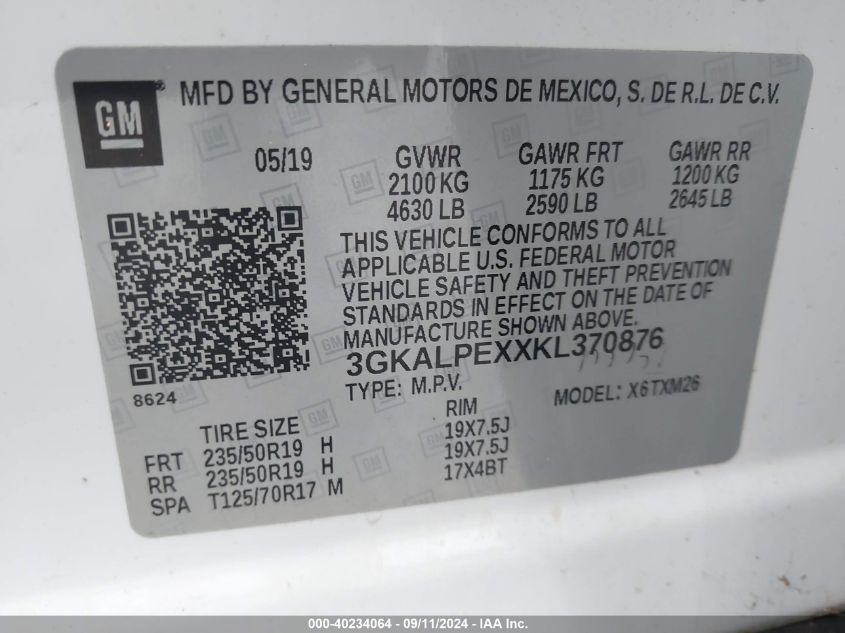 GM
MFD BY GENERAL MOTORS DE MEXICO, S. DE R.L. DE C.V.
05/19 GVWR GAWR FRT GAWR RR
2100 KG 1175 KG 1200 KG
4630 LB 2590 LB 2645 LB
THIS VEHICLE CONFORMS TO ALL
APPLICABLE U.S. FEDERAL MOTOR
VEHICLE SAFETY AND THEFT PREVENTION
STANDARDS IN EFFECT ON THE DATE OF
MANUFACTURE SHOWN ABOVE.
3GKALPEXXKL370876
8624
TYPE: M.P.V. MODEL: X6TXM26
TIRE SIZE RIM
FRT 235/50R19 H 19X7.5J
RR 235/50R19 H 19X7.5J
SPA T125/70R17 M 17X4BT
000-40234064 - 09/11/2024 - IAA Inc.